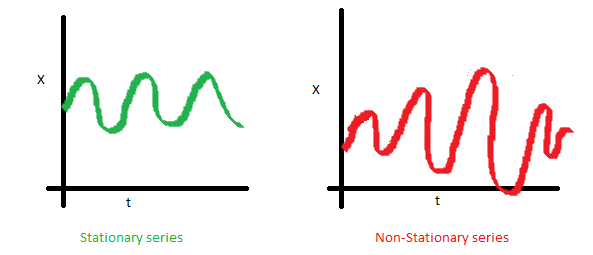 X
t
Stationary series
X
t
Non-Stationary series